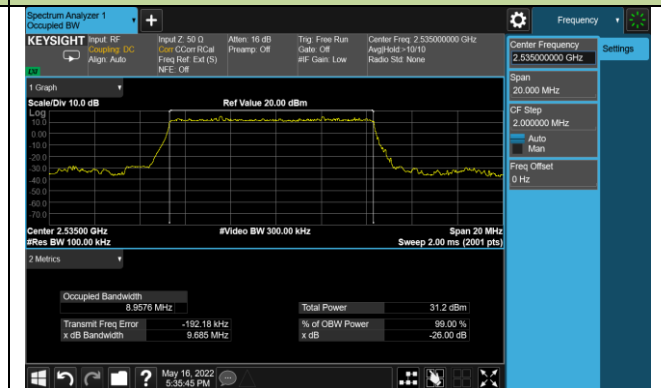 Spectrum Analyzer 1
Occupied BW
Frequency
KEYSIGHT
Input: RF
Coupling: DC
Align: Auto
Input Z: 50 Ω
Corr CCorr RCal
Freq Ref: Ext (S)
NFE: Off
Atten: 16 dB
Preamp: Off
Trig: Free Run
Gate: Off
#IF Gain: Low
Center Freq: 2.535000000 GHz
Avg|Hold:>10/10
Radio Std: None
Center Frequency
2.535000000 GHz
Settings
Span
20.000 MHz
CF Step
2.000000 MHz
Auto
Man
Freq Offset
0 Hz
1 Graph
Scale/Div 10.0 dB
Ref Value 20.00 dBm
Log
10.0
0.00
-10.0
-20.0
-30.0
-40.0
-50.0
-60.0
-70.0
Center 2.53500 GHz
#Video BW 300.00 kHz
Span 20 MHz
#Res BW 100.00 kHz
Sweep 2.00 ms (2001 pts)
2 Metrics
Occupied Bandwidth
8.9576 MHz
Total Power
31.2 dBm
Transmit Freq Error
-192.18 kHz
% of OBW Power
99.00 %
x dB Bandwidth
9.685 MHz
x dB
-26.00 dB
May 16, 2022
5:35:45 PM